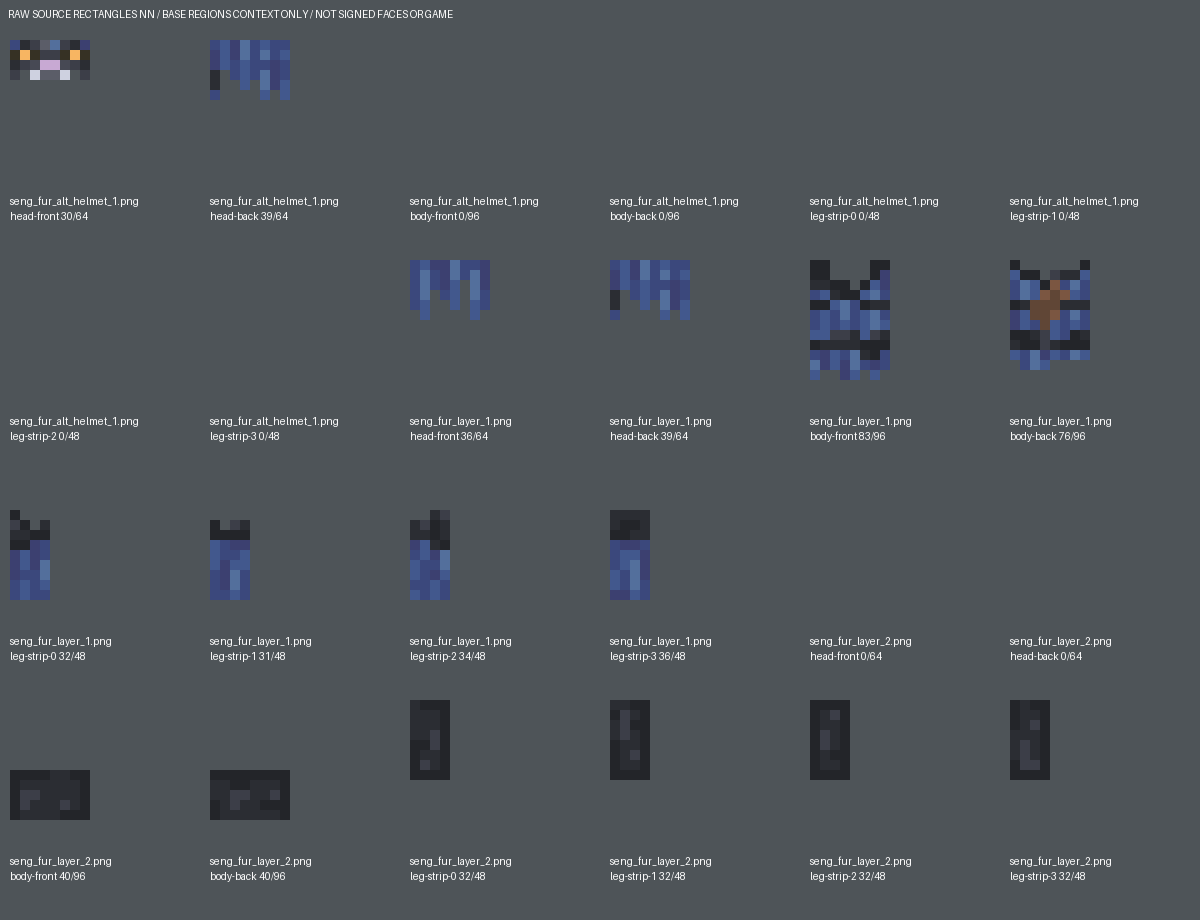 RAW SOURCE RECTANGLES NN / BASE REGIONS CONTEXT ONLY / NOT SIGNED FACES OR GAME
seng_fur_alt_helmet_1.png
head-front 30/64
seng_fur_alt_helmet_1.png
head-back 39/64
seng_fur_alt_helmet_1.png
body-front 0/96
seng_fur_alt_helmet_1.png
body-back 0/96
seng_fur_alt_helmet_1.png
leg-strip-0 0/48
seng_fur_alt_helmet_1.png
leg-strip-1 0/48
seng_fur_alt_helmet_1.png
leg-strip-2 0/48
seng_fur_alt_helmet_1.png
leg-strip-3 0/48
seng_fur_layer_1.png
head-front 36/64
seng_fur_layer_1.png
head-back 39/64
seng_fur_layer_1.png
body-front 83/96
seng_fur_layer_1.png
body-back 76/96
seng_fur_layer_1.png
leg-strip-0 32/48
seng_fur_layer_1.png
leg-strip-1 31/48
seng_fur_layer_1.png
leg-strip-2 34/48
seng_fur_layer_1.png
leg-strip-3 36/48
seng_fur_layer_2.png
head-front 0/64
seng_fur_layer_2.png
head-back 0/64
seng_fur_layer_2.png
body-front 40/96
seng_fur_layer_2.png
body-back 40/96
seng_fur_layer_2.png
leg-strip-0 32/48
seng_fur_layer_2.png
leg-strip-1 32/48
seng_fur_layer_2.png
leg-strip-2 32/48
seng_fur_layer_2.png
leg-strip-3 32/48